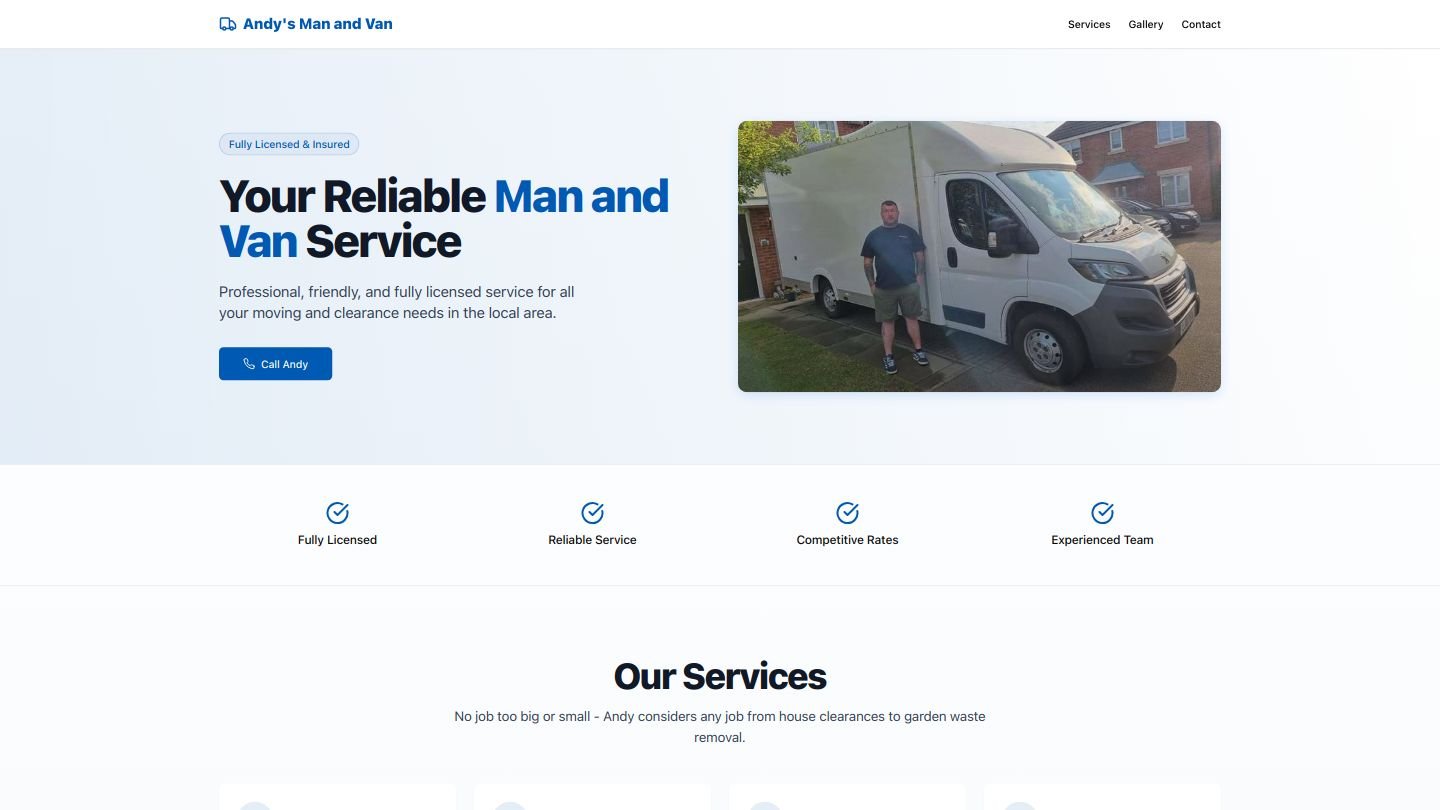 Andy's Man and Van
Services
Gallery
Contact
Fully Licensed & Insured
Your Reliable Man and
Van Service
Professional, friendly, and fully licensed service for all
your moving and clearance needs in the local area.
Call Andy
Fully Licensed
Reliable Service
Competitive Rates
Experienced Team
Our Services
No job too big or small - Andy considers any job from house clearances to garden waste
removal.